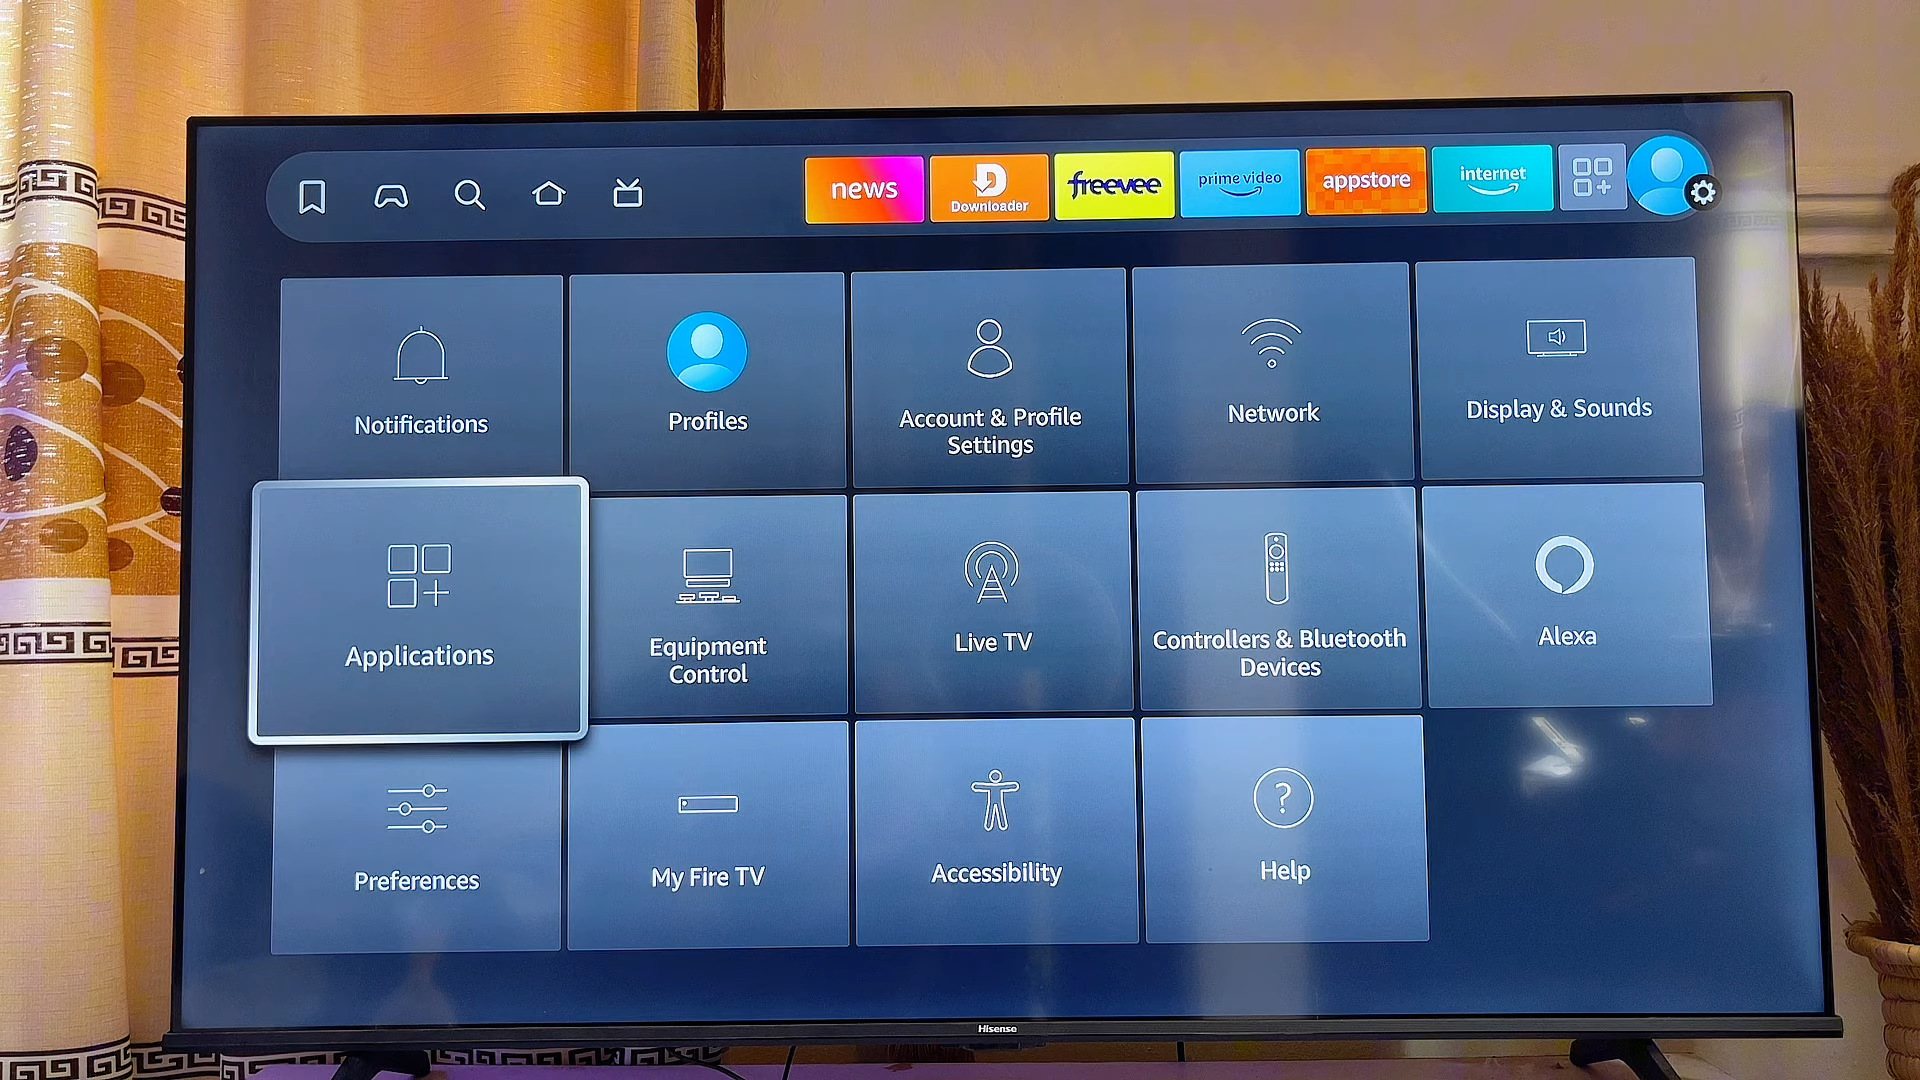 news
Downloader
freevee
prime video
appstore
internet
Notifications
Profiles
Account & Profile
Settings
Network
Display & Sounds
Applications
Equipment
Control
Live TV
Controllers & Bluetooth
Devices
Alexa
Preferences
My Fire TV
Accessibility
?
Help
Hisense